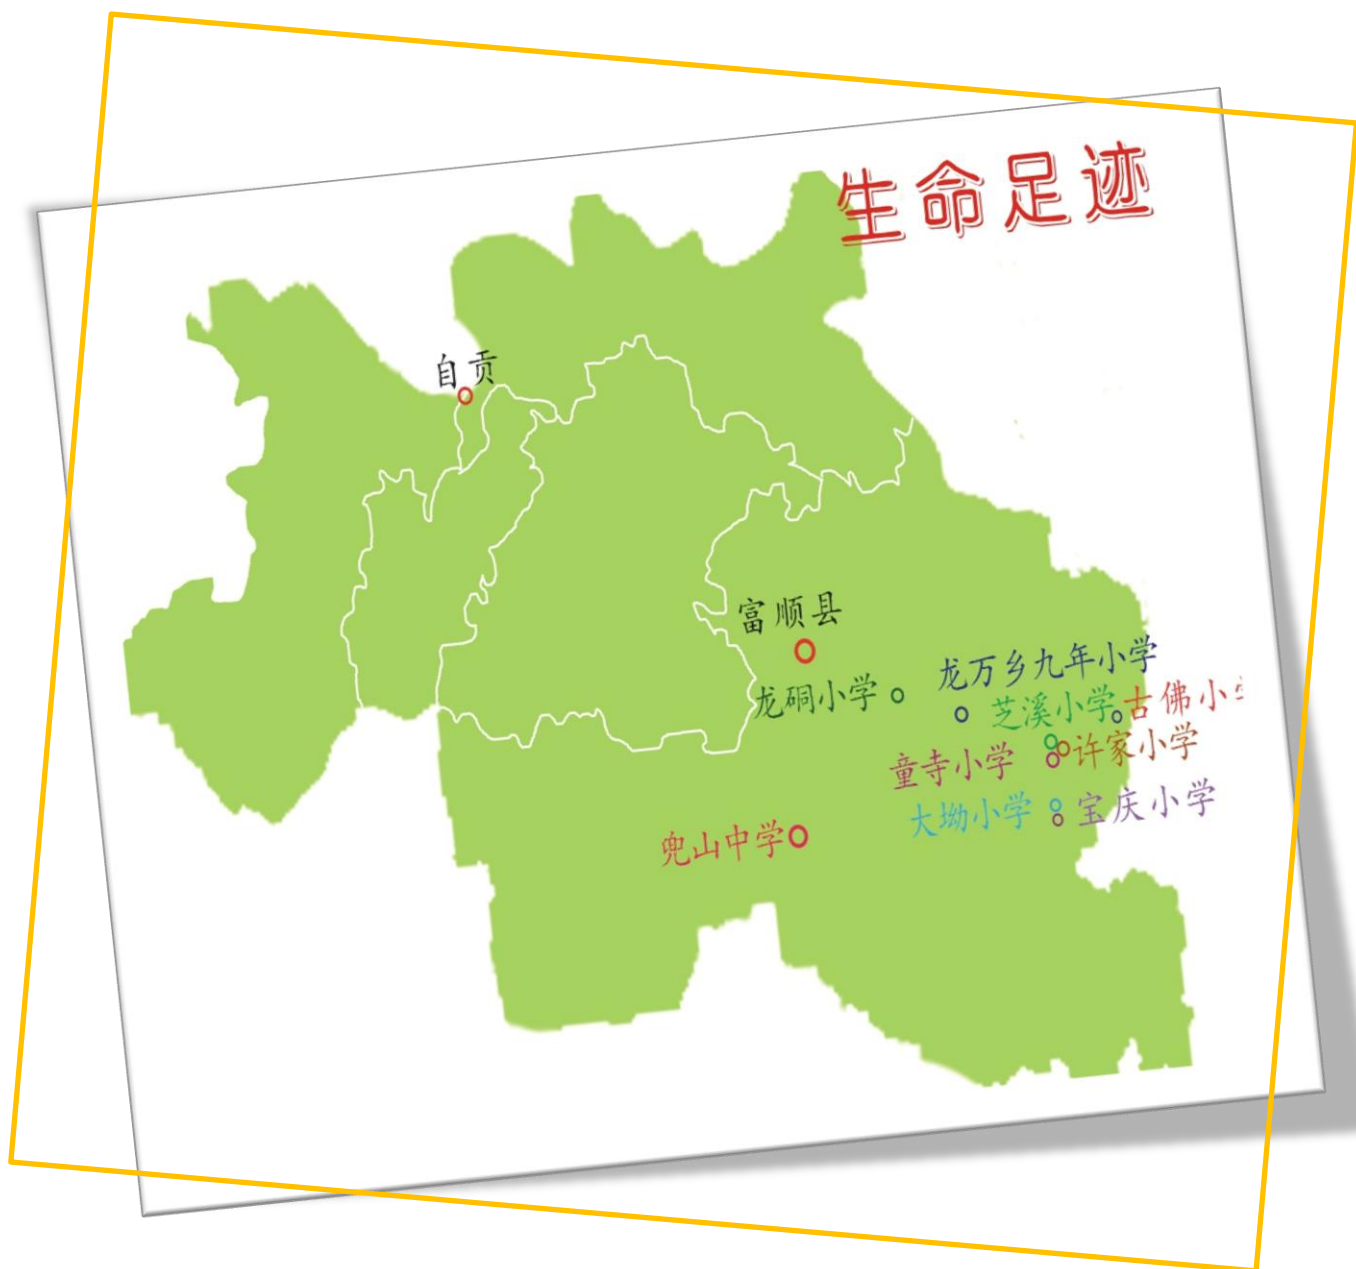 生命足迹
自贡
富顺县
龙万乡九年小学
龙硐小学
芝溪小学
古佛小
童寺小学
许家小学
大坳小学
宝庆小学
兜山中学